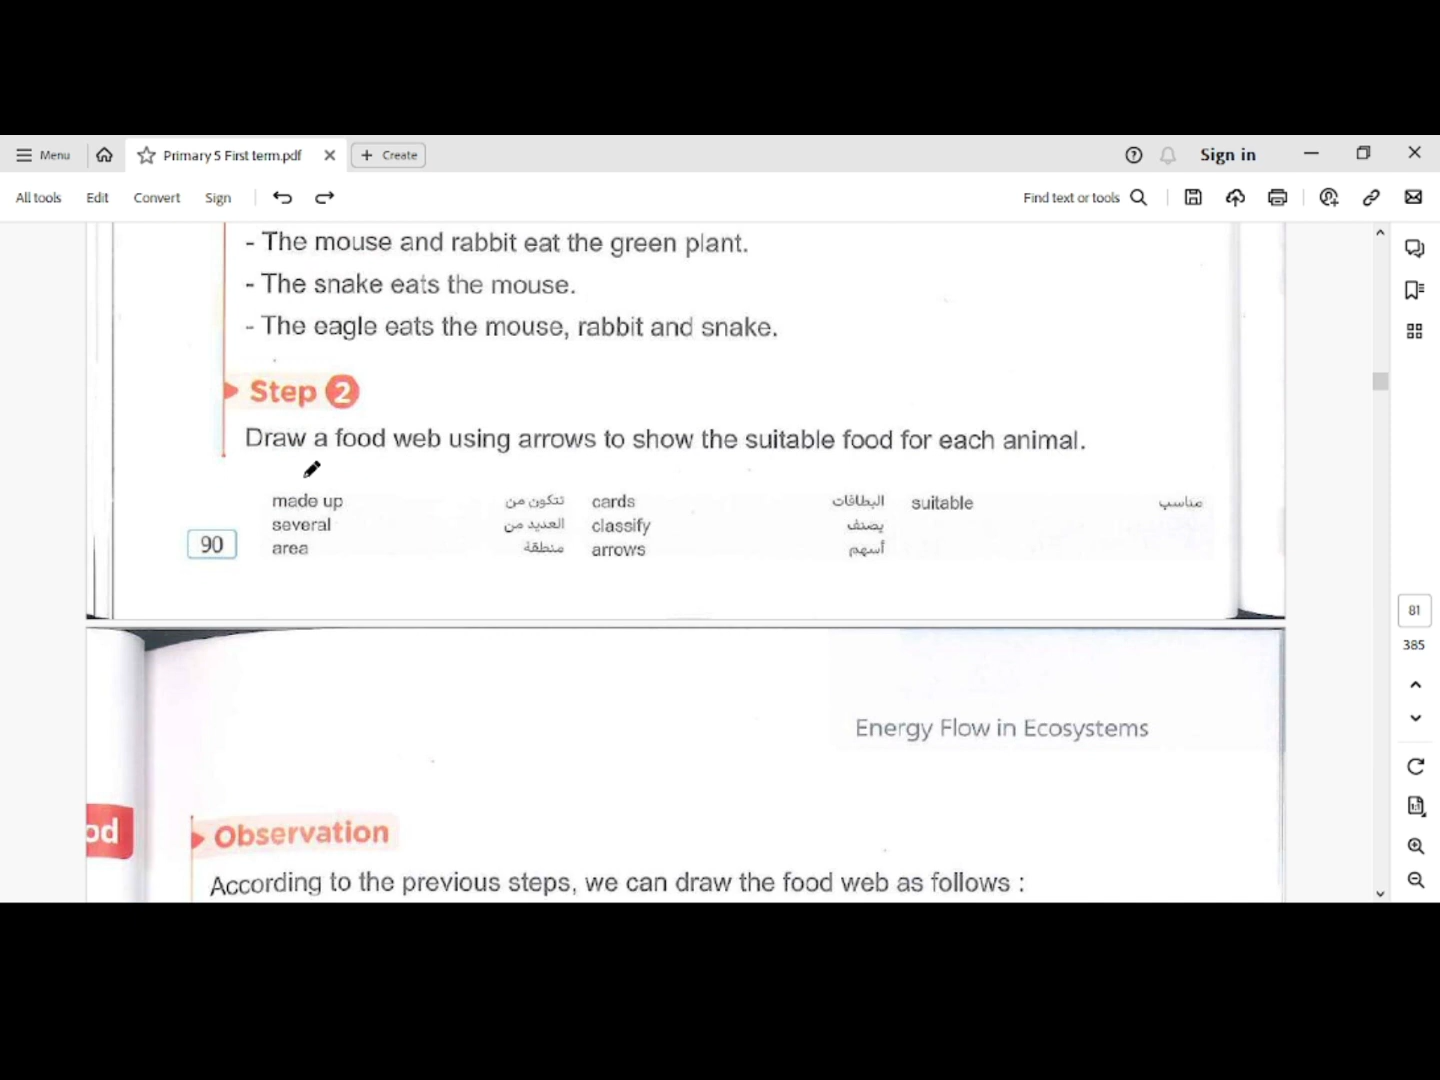 Menu
Primary 5 First term.pdf
Create
Sign in
All tools
Edit
Convert
Sign
Find text or tools
- The mouse and rabbit eat the green plant.
- The snake eats the mouse.
- The eagle eats the mouse, rabbit and snake.
Step 2
Draw a food web using arrows to show the suitable food for each animal.
made up تتكون من cards البطاقات suitable مناسب
several العديد من classify يصنف
area منطقة arrows أسهم
90
81
385
Energy Flow in Ecosystems
od
Observation
According to the previous steps, we can draw the food web as follows :